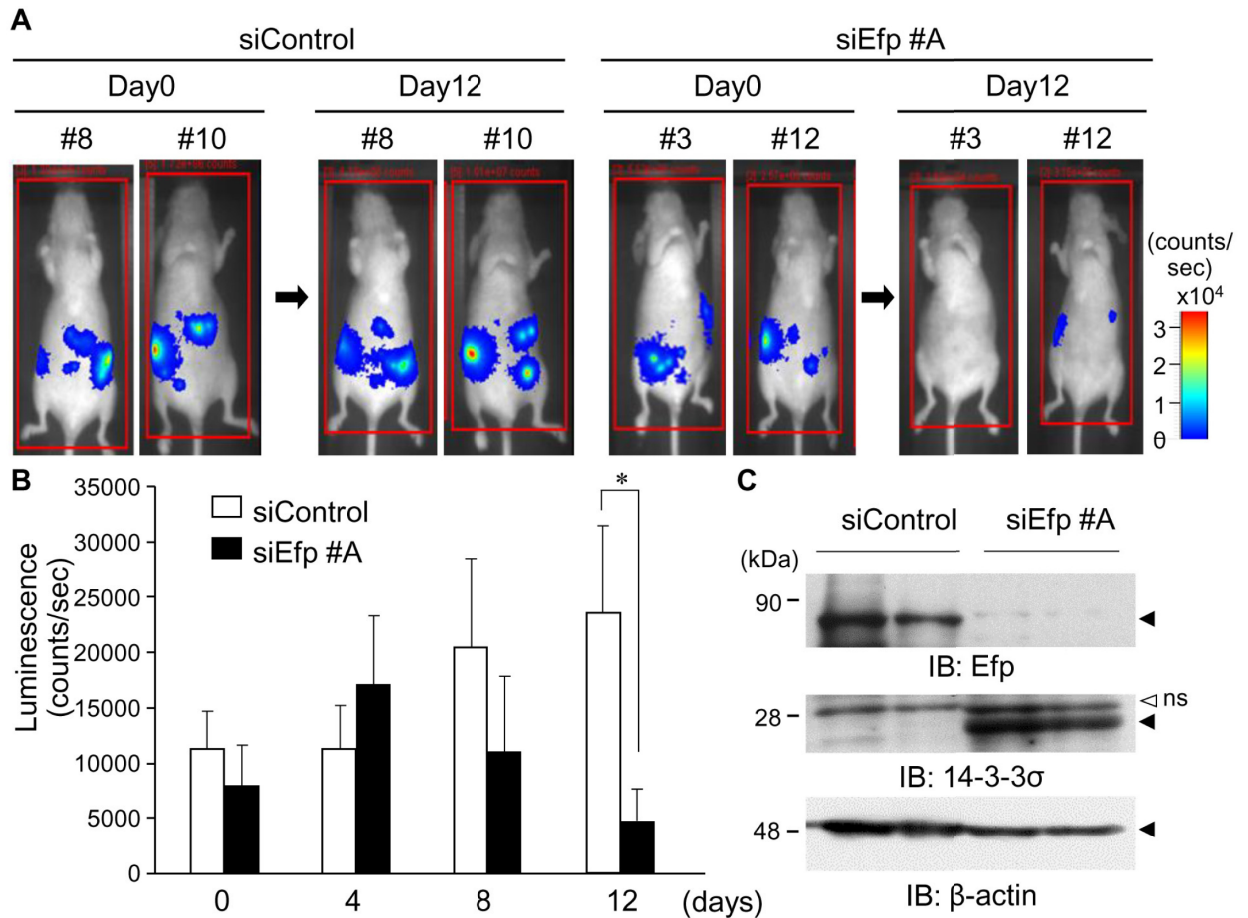 A
siControl
siEfp #A
Day0
Day12
Day0
Day12
#8
#10
#8
#10
#3
#12
#3
#12
(counts/
sec)
x10⁴
3
2
1
0
B
35000
30000
25000
20000
15000
10000
5000
0
Luminescence
(counts/sec)
siControl
siEfp #A
*
0
4
8
12
(days)
C
siControl
siEfp #A
(kDa)
90
IB: Efp
28
ns
IB: 14-3-3σ
48
IB: β-actin